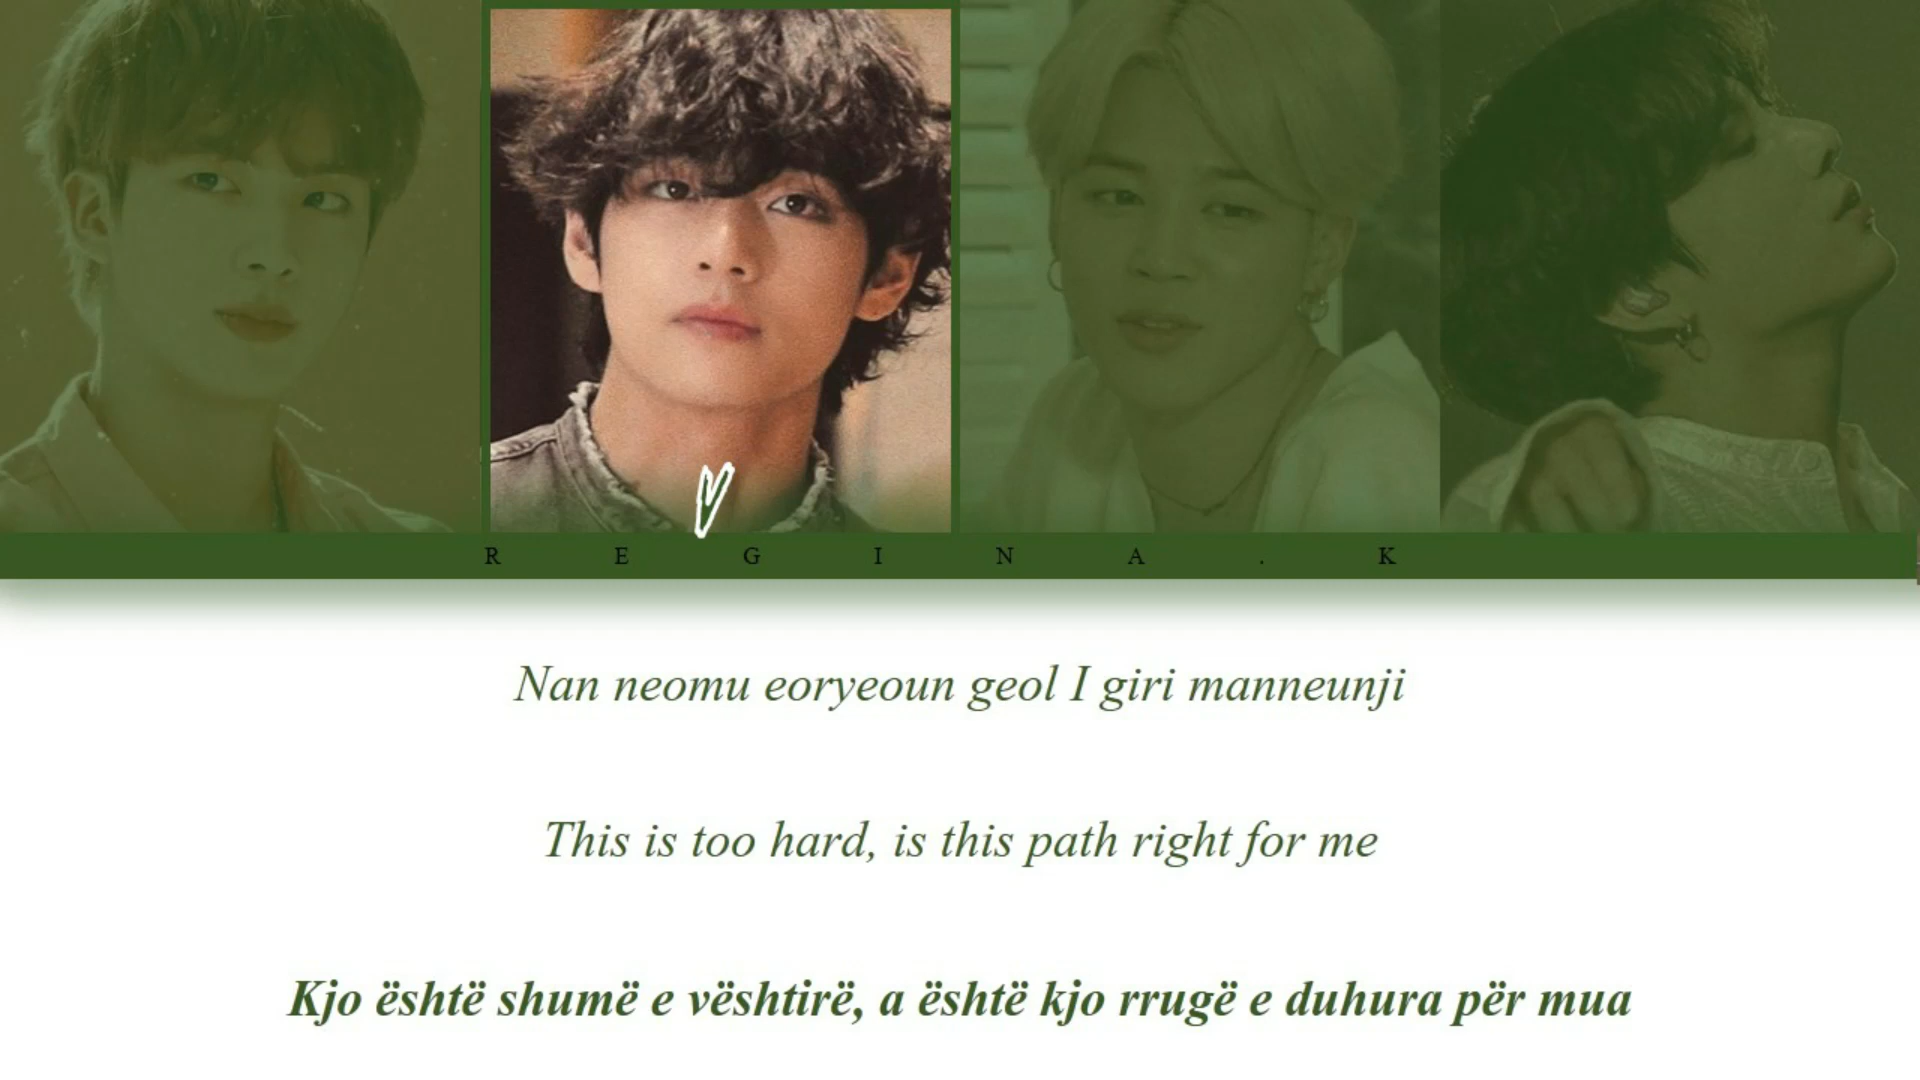 V
R E G I N A . K
Nan neomu eoryeoun geol I giri manneunji
This is too hard, is this path right for me
Kjo është shumë e vështirë, a është kjo rrugë e duhura për mua